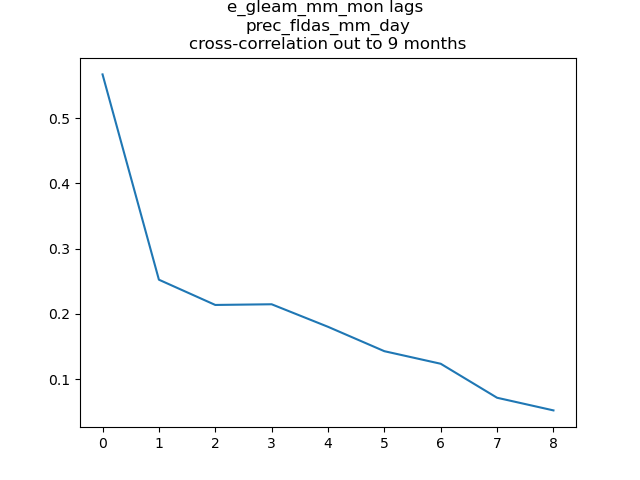 e_gleam_mm_mon lags
prec_fldas_mm_day
cross-correlation out to 9 months
0.5
0.4
0.3
0.2
0.1
0 1 2 3 4 5 6 7 8